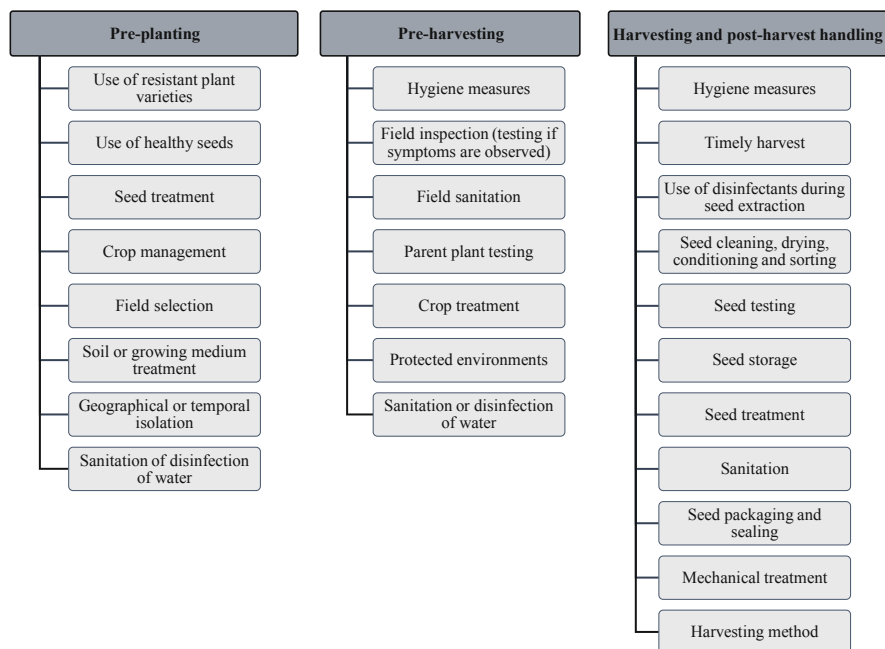 Pre-planting
Use of resistant plant
varieties
Use of healthy seeds
Seed treatment
Crop management
Field selection
Soil or growing medium
treatment
Geographical or temporal
isolation
Sanitation of disinfection
of water
Pre-harvesting
Hygiene measures
Field inspection (testing if
symptoms are observed)
Field sanitation
Parent plant testing
Crop treatment
Protected environments
Sanitation or disinfection
of water
Harvesting and post-harvest handling
Hygiene measures
Timely harvest
Use of disinfectants during
seed extraction
Seed cleaning, drying,
conditioning and sorting
Seed testing
Seed storage
Seed treatment
Sanitation
Seed packaging and
sealing
Mechanical treatment
Harvesting method